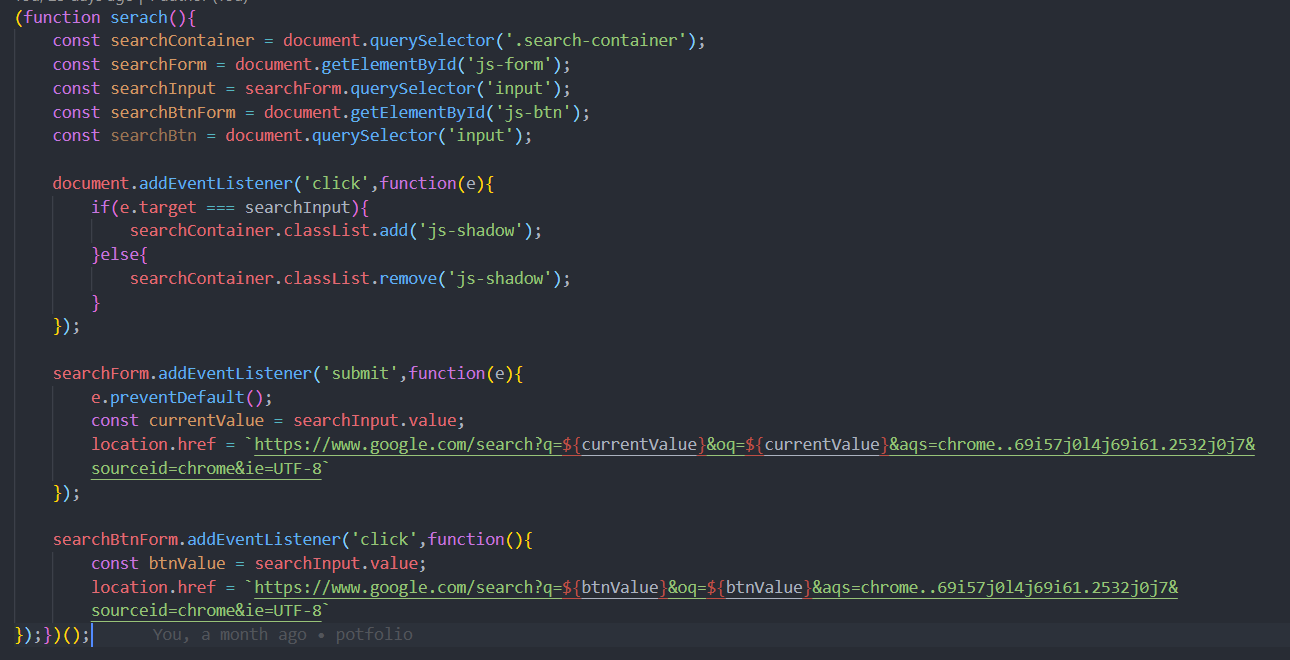 (function serach(){
    const searchContainer = document.querySelector('.search-container');
    const searchForm = document.getElementById('js-form');
    const searchInput = searchForm.querySelector('input');
    const searchBtnForm = document.getElementById('js-btn');
    const searchBtn = document.querySelector('input');

    document.addEventListener('click',function(e){
        if(e.target === searchInput){
            searchContainer.classList.add('js-shadow');
        }else{
            searchContainer.classList.remove('js-shadow');
        }
    });

    searchForm.addEventListener('submit',function(e){
        e.preventDefault();
        const currentValue = searchInput.value;
        location.href = `https://www.google.com/search?q=${currentValue}&oq=${currentValue}&aqs=chrome..69i57j0l4j69i61.2532j0j7&
        sourceid=chrome&ie=UTF-8`
    });

    searchBtnForm.addEventListener('click',function(){
        const btnValue = searchInput.value;
        location.href = `https://www.google.com/search?q=${btnValue}&oq=${btnValue}&aqs=chrome..69i57j0l4j69i61.2532j0j7&
        sourceid=chrome&ie=UTF-8`
});})(); You, a month ago • potfolio